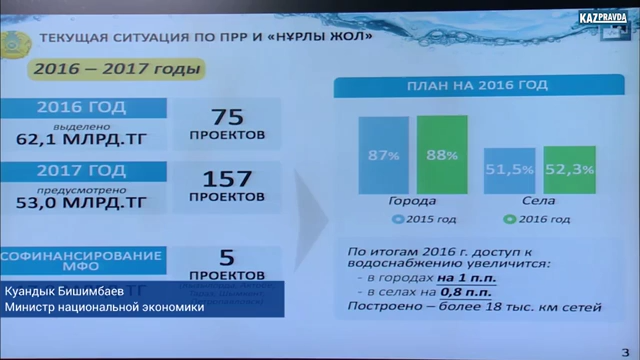 KAZPRAVDA
ТЕКУЩАЯ СИТУАЦИЯ ПО ПРР И «НҰРЛЫ ЖОЛ»
2016 – 2017 годы
2016 ГОД
выделено
62,1 МЛРД.ТГ
75
ПРОЕКТОВ
2017 ГОД
предусмотрено
53,0 МЛРД.ТГ
157
ПРОЕКТОВ
СОФИНАНСИРОВАНИЕ
МФО
5
ПРОЕКТОВ
ПЛАН НА 2016 ГОД
87%
88%
51,5%
52,3%
Города
Села
2015 год
2016 год
По итогам 2016 г. доступ к
водоснабжению увеличится:
- в городах на 1 п.п.
- в селах на 0,8 п.п.
Построено – более 18 тыс. км сетей
Куандык Бишимбаев
Министр национальной экономики
3